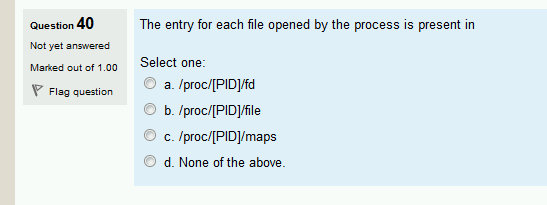 Question 40
Not yet answered
Marked out of 1.00
Flag question
The entry for each file opened by the process is present in
Select one:
a. /proc/[PID]/fd
b. /proc/[PID]/file
c. /proc/[PID]/maps
d. None of the above.